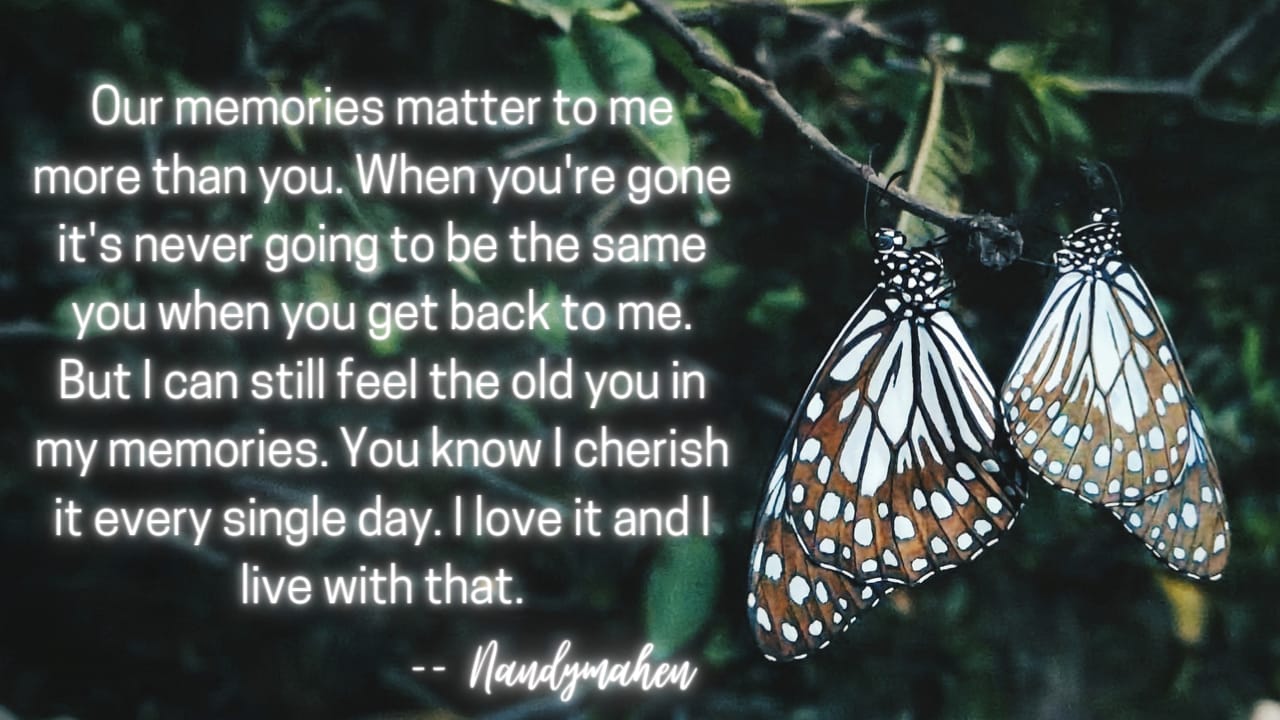 Our memories matter to me
more than you. When you're gone
it's never going to be the same
you when you get back to me.
But I can still feel the old you in
my memories. You know I cherish
it every single day. I love it and I
live with that.
-- Nandymahen